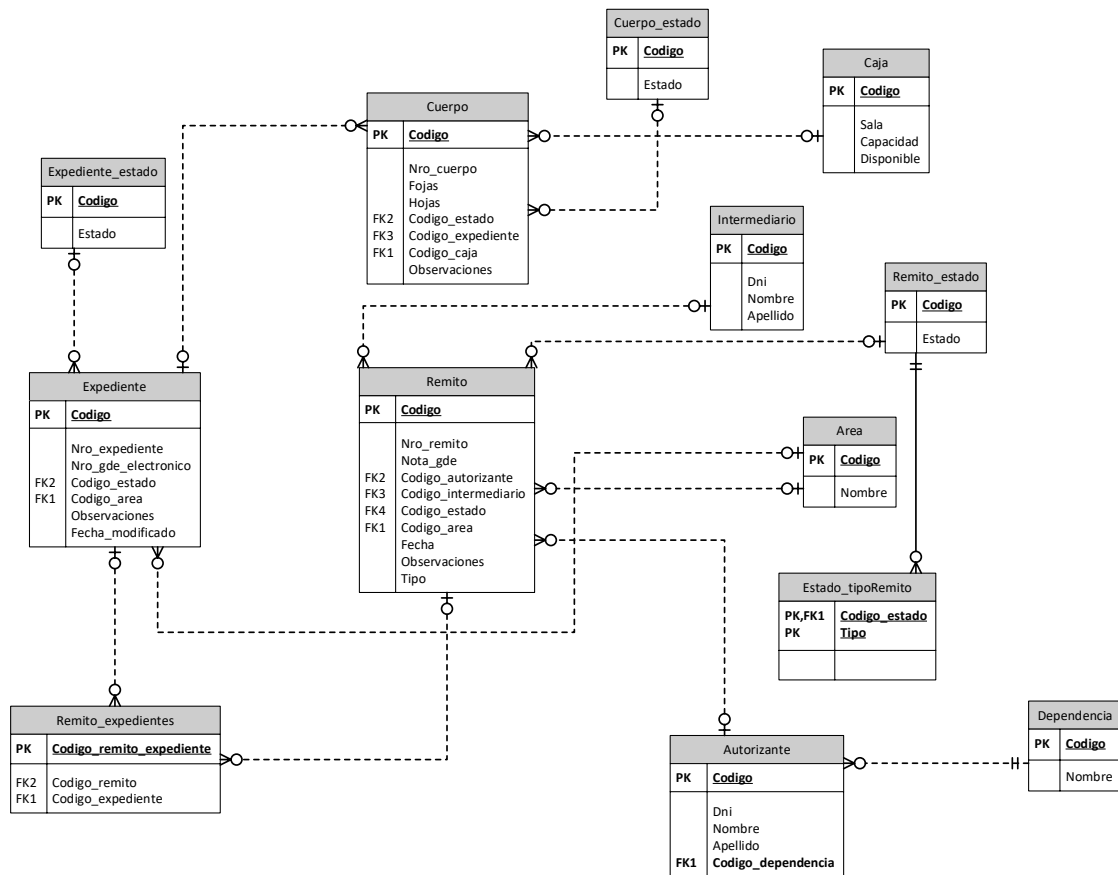 Cuerpo_estado
PK Codigo
Estado
Caja
PK Codigo
Sala
Capacidad
Disponible
Cuerpo
PK Codigo
Nro_cuerpo
Fojas
Hojas
FK2 Codigo_estado
FK3 Codigo_expediente
FK1 Codigo_caja
Observaciones
Expediente_estado
PK Codigo
Estado
Intermediario
PK Codigo
Dni
Nombre
Apellido
Remito_estado
PK Codigo
Estado
Expediente
PK Codigo
Nro_expediente
Nro_gde_electronico
FK2 Codigo_estado
FK1 Codigo_area
Observaciones
Fecha_modificado
Remito
PK Codigo
Nro_remito
Nota_gde
FK2 Codigo_autorizante
FK3 Codigo_intermediario
FK4 Codigo_estado
FK1 Codigo_area
Fecha
Observaciones
Tipo
Area
PK Codigo
Nombre
Estado_tipoRemito
PK,FK1 Codigo_estado
PK Tipo
Remito_expedientes
PK Codigo_remito_expediente
FK2 Codigo_remito
FK1 Codigo_expediente
Autorizante
PK Codigo
Dni
Nombre
Apellido
FK1 Codigo_dependencia
Dependencia
PK Codigo
Nombre